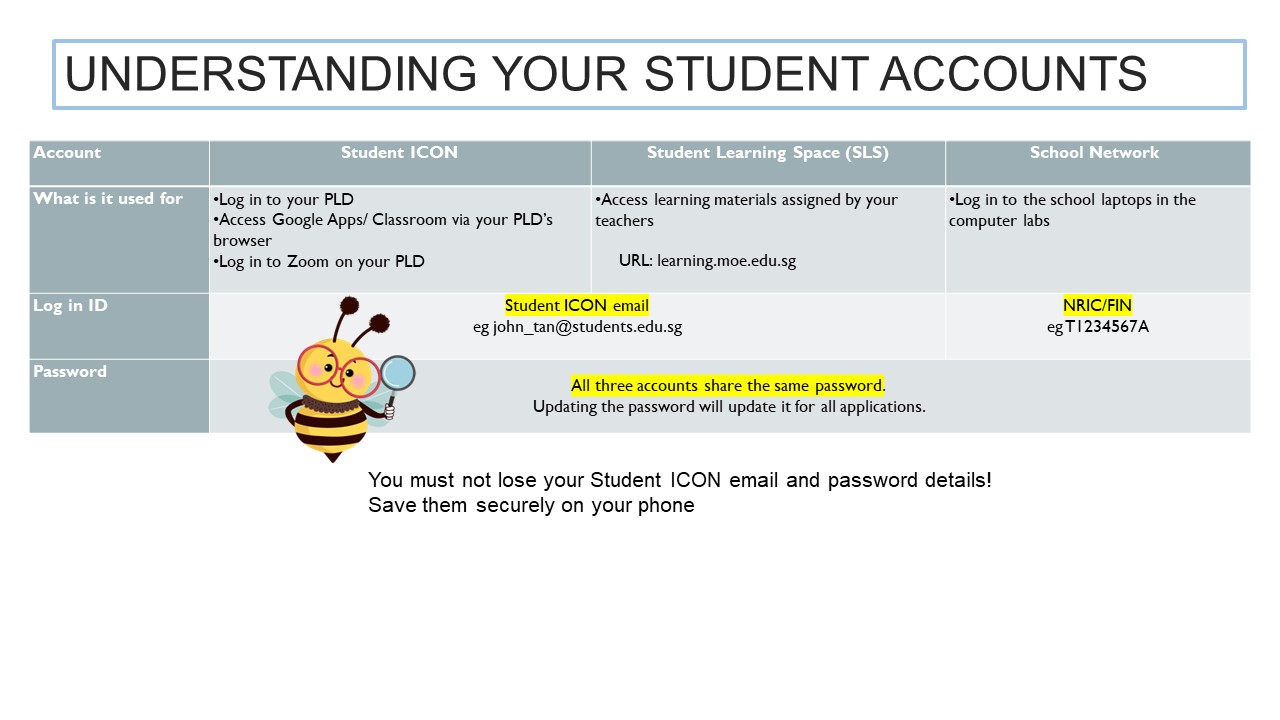 UNDERSTANDING YOUR STUDENT ACCOUNTS
Account
Student ICON
Student Learning Space (SLS)
School Network
What is it used for
•Log in to your PLD
•Access Google Apps/ Classroom via your PLD’s
browser
•Log in to Zoom on your PLD
•Access learning materials assigned by your
teachers
URL: learning.moe.edu.sg
•Log in to the school laptops in the
computer labs
Log in ID
Student ICON email
eg john_tan@students.edu.sg
NRIC/FIN
eg T1234567A
Password
All three accounts share the same password.
Updating the password will update it for all applications.
You must not lose your Student ICON email and password details!
Save them securely on your phone